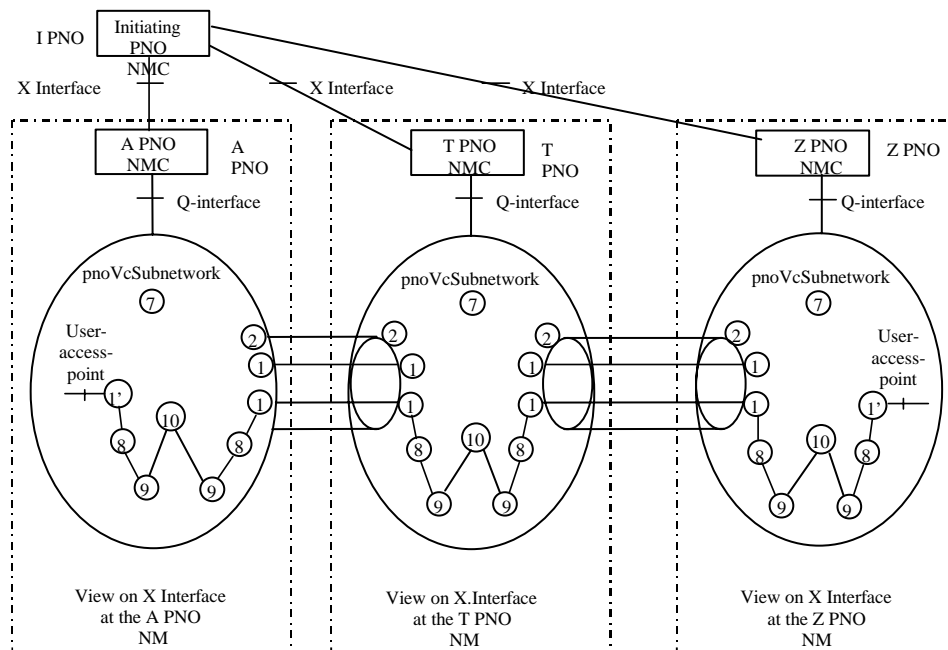 I PNO
Initiating
PNO
NMC
X Interface
X Interface
X Interface
A PNO
NMC
A
PNO
T PNO
NMC
T
PNO
Z PNO
NMC
Z PNO
Q-interface
Q-interface
Q-interface
pnoVcSubnetwork
7
User-
access-
point
2
1
1'
1
10
8
8
9
9
pnoVcSubnetwork
7
2
2
1
1
1
1
10
8
8
9
9
pnoVcSubnetwork
7
2
User-
access-
point
1
1
1'
10
8
8
9
9
View on X Interface
at the A PNO
NM
View on X.Interface
at the T PNO
NM
View on X Interface
at the Z PNO
NM